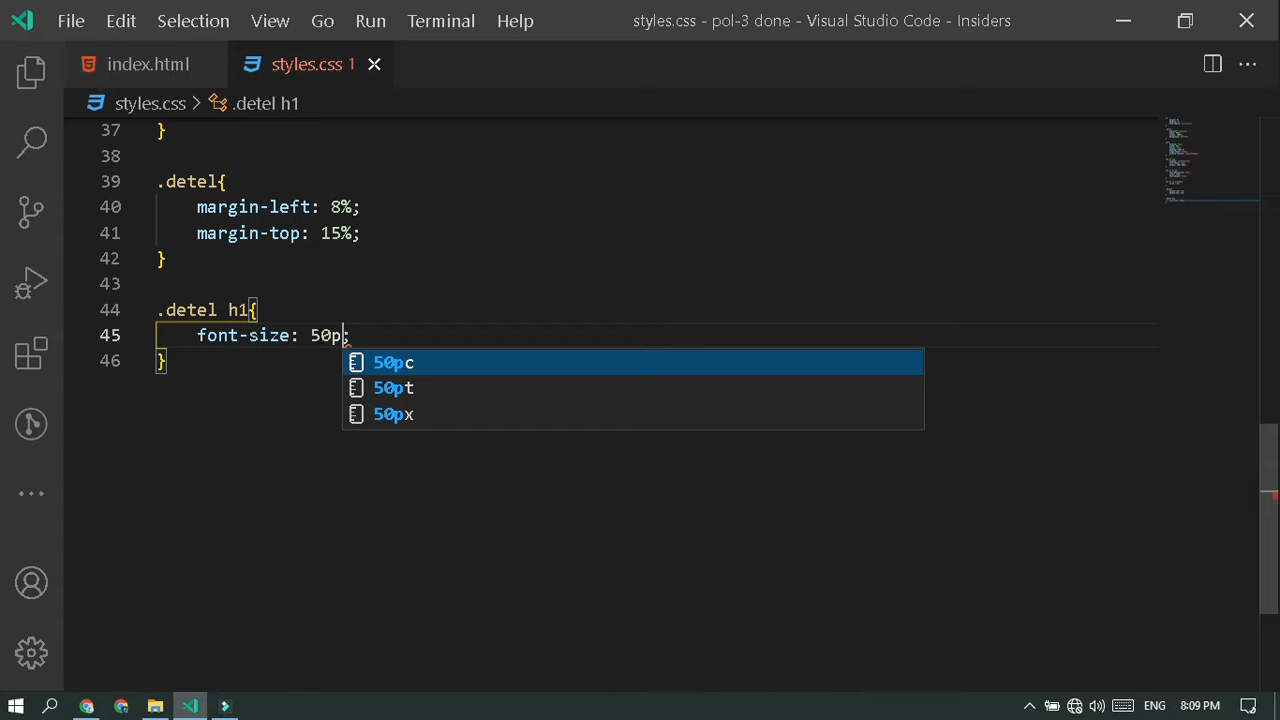 File Edit Selection View Go Run Terminal Help styles.css - pol-3 done - Visual Studio Code - Insiders
index.html styles.css 1
styles.css > .detel h1
37 }
38
39 .detel{
40 margin-left: 8%;
41 margin-top: 15%;
42 }
43
44 .detel h1{
45 font-size: 50p;
46 }
50pc
50pt
50px
ENG 8:09 PM